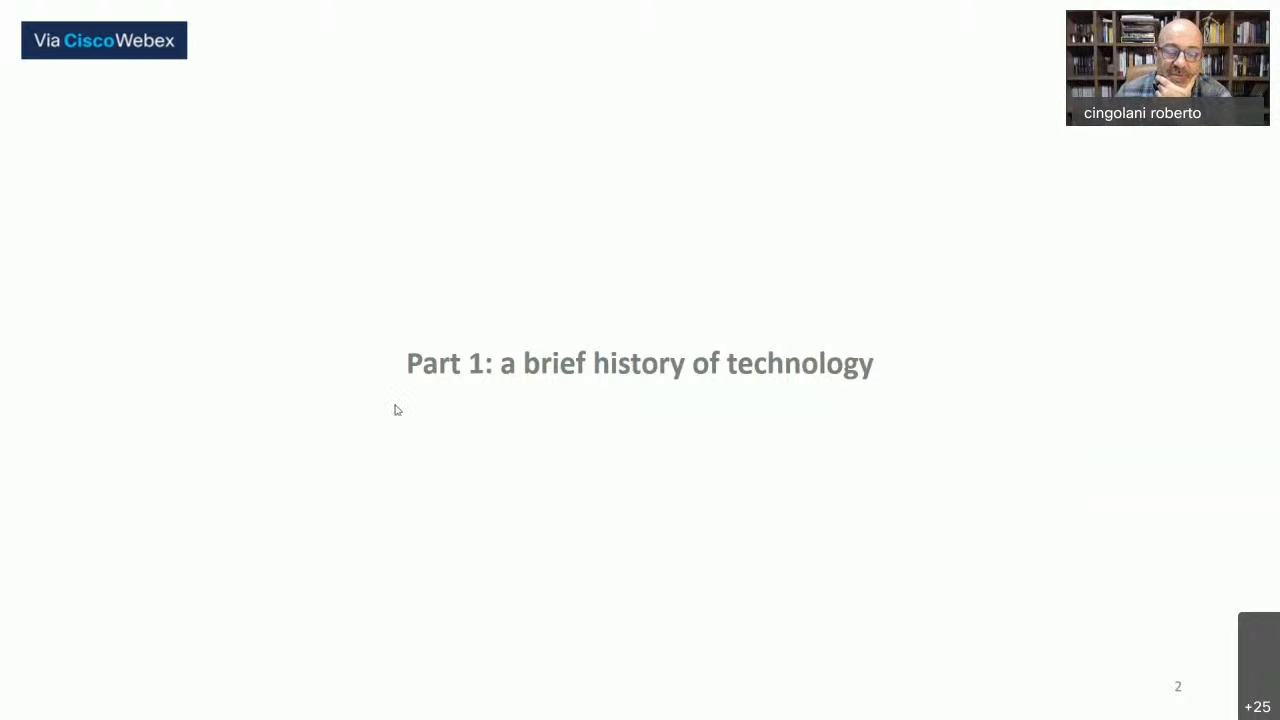 Via CiscoWebex
cingolani roberto
Part 1: a brief history of technology
2
+25